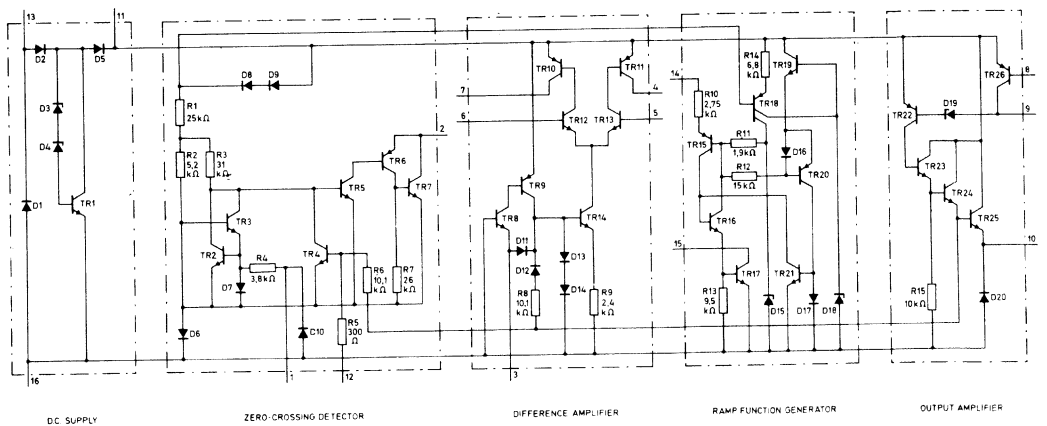 13
11
D2
D5
D3
D4
D1
TR1
16
D8
D9
R1
25kΩ
R2
5,2
kΩ
R3
31
kΩ
2
TR6
TR5
TR7
TR3
TR2
R4
3,8kΩ
TR4
D7
R6
10,1
kΩ
R7
26
kΩ
D6
C10
R5
300
Ω
1
12
TR10
TR11
7
4
6
TR12
TR13
5
TR9
TR8
TR14
D11
D12
D13
R8
10,1
kΩ
D14
R9
2,4
kΩ
3
14
R14
6,8
kΩ
TR19
R10
2,75
kΩ
TR18
TR15
R11
1,9kΩ
D16
R12
15kΩ
TR20
TR16
15
TR17
TR21
R13
9,5
kΩ
D15
D17
D18
TR26
8
D19
9
TR22
TR23
TR24
TR25
10
R15
10kΩ
D20
D.C. SUPPLY
ZERO-CROSSING DETECTOR
DIFFERENCE AMPLIFIER
RAMP FUNCTION GENERATOR
OUTPUT AMPLIFIER